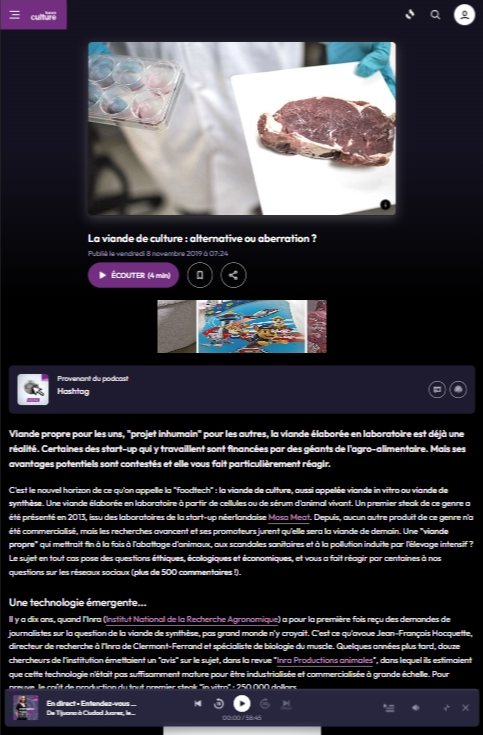 france
culture
La viande de culture : alternative ou aberration ?
Publié le vendredi 8 novembre 2019 à 07:24
ÉCOUTER (4 min)
Provenant du podcast
Hashtag
Viande propre pour les uns, "projet inhumain" pour les autres, la viande élaborée en laboratoire est déjà une
réalité. Certaines des start-up qui y travaillent sont financées par des géants de l'agro-alimentaire. Mais ses
avantages potentiels sont contestés et elle vous fait particulièrement réagir.
C'est le nouvel horizon de ce qu'on appelle la "foodtech" : la viande de culture, aussi appelée viande in vitro ou viande de
synthèse. Une viande élaborée en laboratoire à partir de cellules ou de sérum d'animal vivant. Un premier steak de ce genre a
été présenté en 2013, issu des laboratoires de la start-up néerlandaise Mosa Meat. Depuis, aucun autre produit de ce genre n'a
été commercialisé, mais les recherches avancent et ses promoteurs jurent qu'elle sera la viande de demain. Une "viande
propre" qui mettrait fin à la fois à l'abattage d'animaux, aux scandales sanitaires et à la pollution induite par l'élevage intensif ?
Le sujet en tout cas pose des questions éthiques, écologiques et économiques, et vous a fait réagir par certaines à nos
questions sur les réseaux sociaux (plus de 500 commentaires !).
Une technologie émergente...
Il y a dix ans, quand l'Inra (Institut National de la Recherche Agronomique) a pour la première fois reçu des demandes de
journalistes sur la question de la viande de synthèse, pas grand monde n'y croyait. C'est ce qu'avoue Jean-François Hocquette,
directeur de recherche à l'Inra de Clermont-Ferrand et spécialiste de biologie du muscle. Quelques années plus tard, douze
chercheurs de l'institution émettaient un "avis" sur le sujet, dans la revue "Inra Productions animales", dans lequel ils estimaient
que cette technologie n'était pas suffisamment mature pour être industrialisée et commercialisée à grande échelle. Pour
preuve, le coût de production du tout premier steak "in vitro" : 250 000 dollars.
En direct • Entendez-vous ...
De Tijuana à Ciudad Juarez, le...
00:00 / 58:45